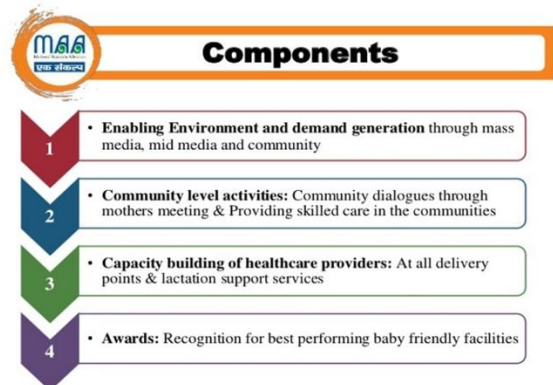 MAA
एक संकल्प
Components
1
• Enabling Environment and demand generation through mass
media, mid media and community
2
• Community level activities: Community dialogues through
mothers meeting & Providing skilled care in the communities
3
• Capacity building of healthcare providers: At all delivery
points & lactation support services
4
• Awards: Recognition for best performing baby friendly facilities